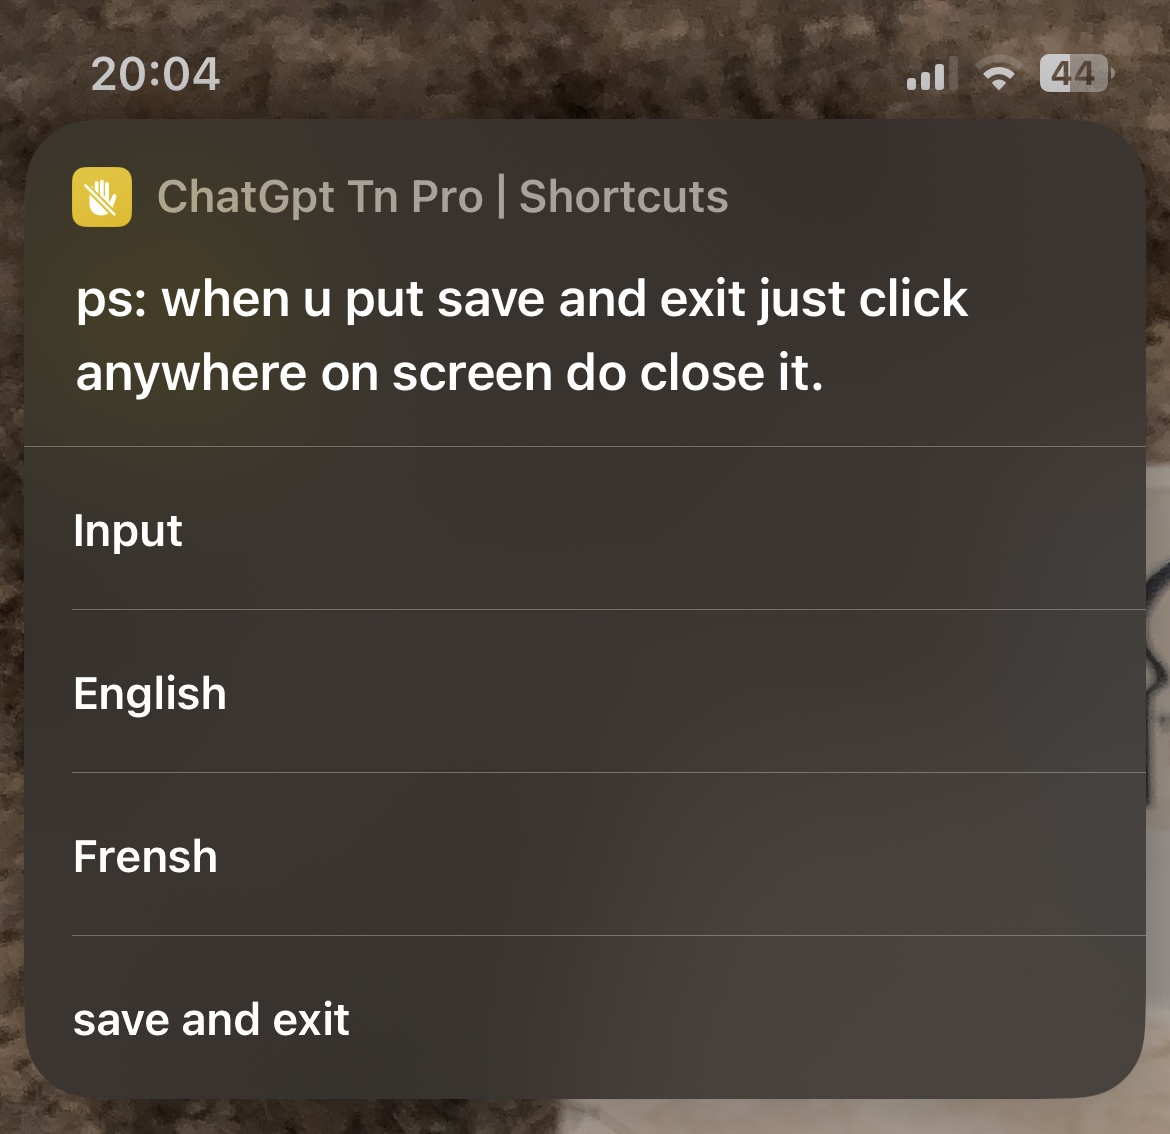 20:04
44
ChatGpt Tn Pro | Shortcuts
ps: when u put save and exit just click
anywhere on screen do close it.
Input
English
Frensh
save and exit